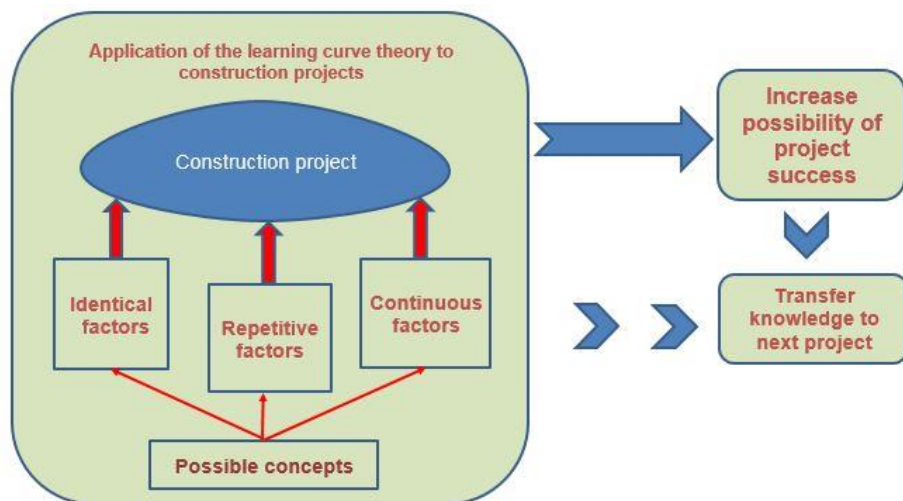 Application of the learning curve theory to
construction projects
Construction project
Identical
factors
Repetitive
factors
Continuous
factors
Possible concepts
Increase
possibility of
project
success
Transfer
knowledge to
next project